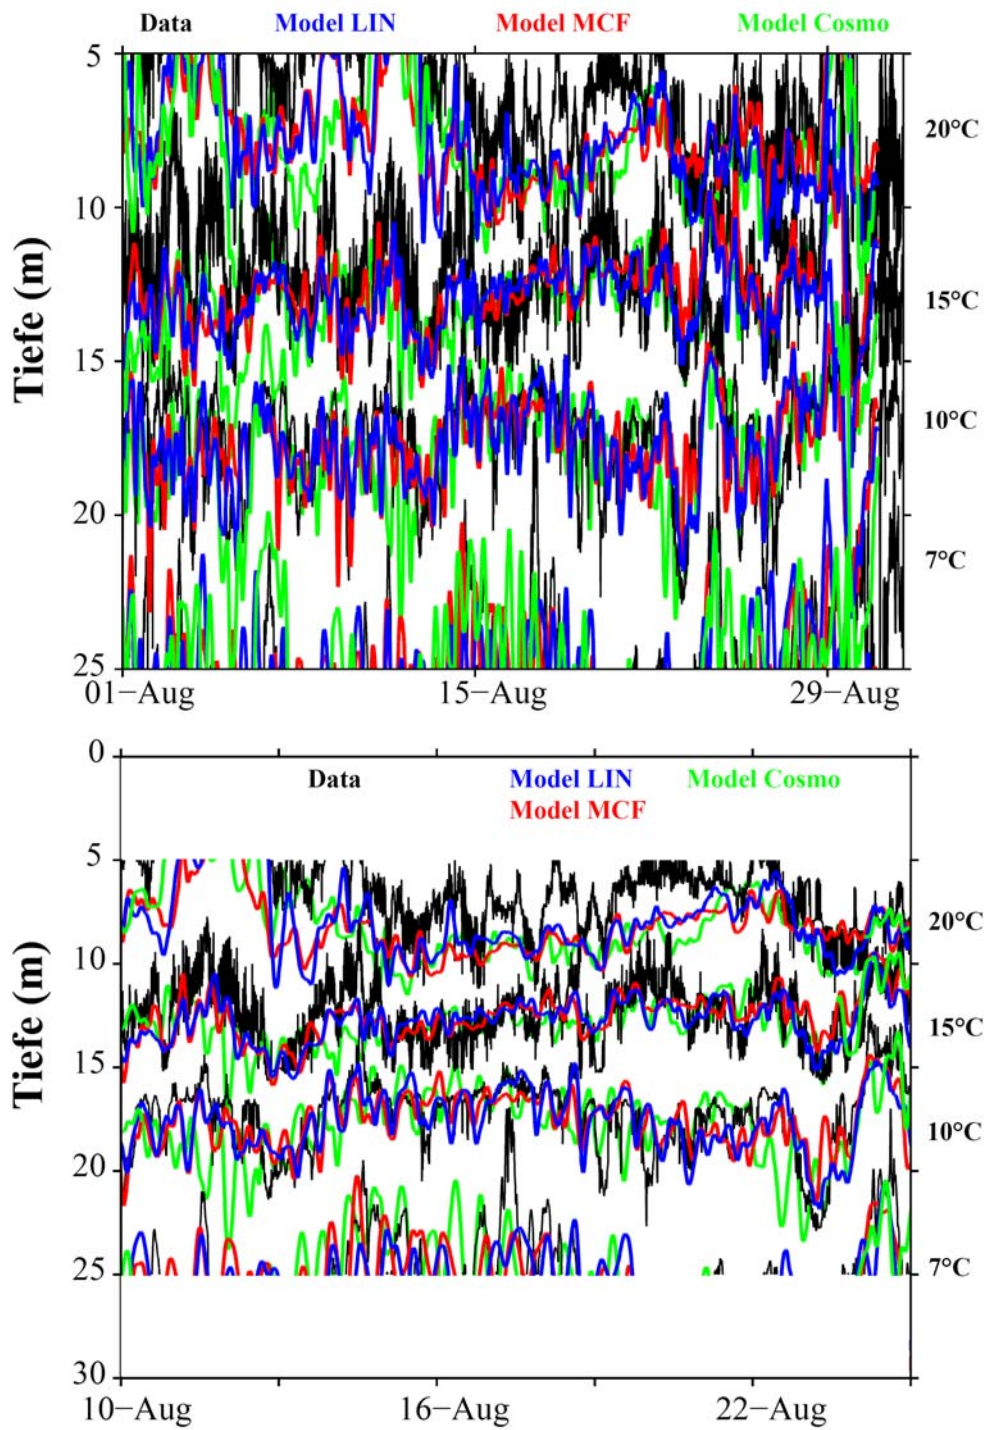 Data Model LIN Model MCF Model Cosmo
5
20°C
10
Tiefe (m)
15°C
15
10°C
20
7°C
25
01−Aug 15−Aug 29−Aug
0
Data Model LIN Model Cosmo
Model MCF
5
20°C
10
Tiefe (m)
15°C
15
10°C
20
25 7°C
30
10−Aug 16−Aug 22−Aug